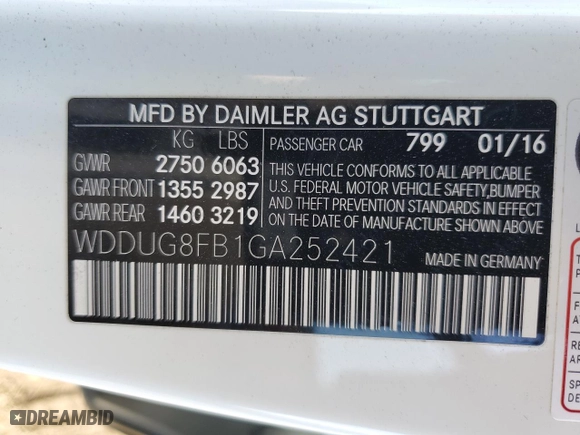 MFD BY DAIMLER AG STUTTGART
KG LBS PASSENGER CAR 799 01/16
GVWR 2750 6063
GAWR FRONT 1355 2987
GAWR REAR 1460 3219
THIS VEHICLE CONFORMS TO ALL APPLICABLE
U.S. FEDERAL MOTOR VEHICLE SAFETY,BUMPER
AND THEFT PREVENTION STANDARDS IN EFFECT
ON THE DATE OF MANUFACTURE SHOWN ABOVE.
WDDUG8FB1GA252421 MADE IN GERMANY
DREAMBID